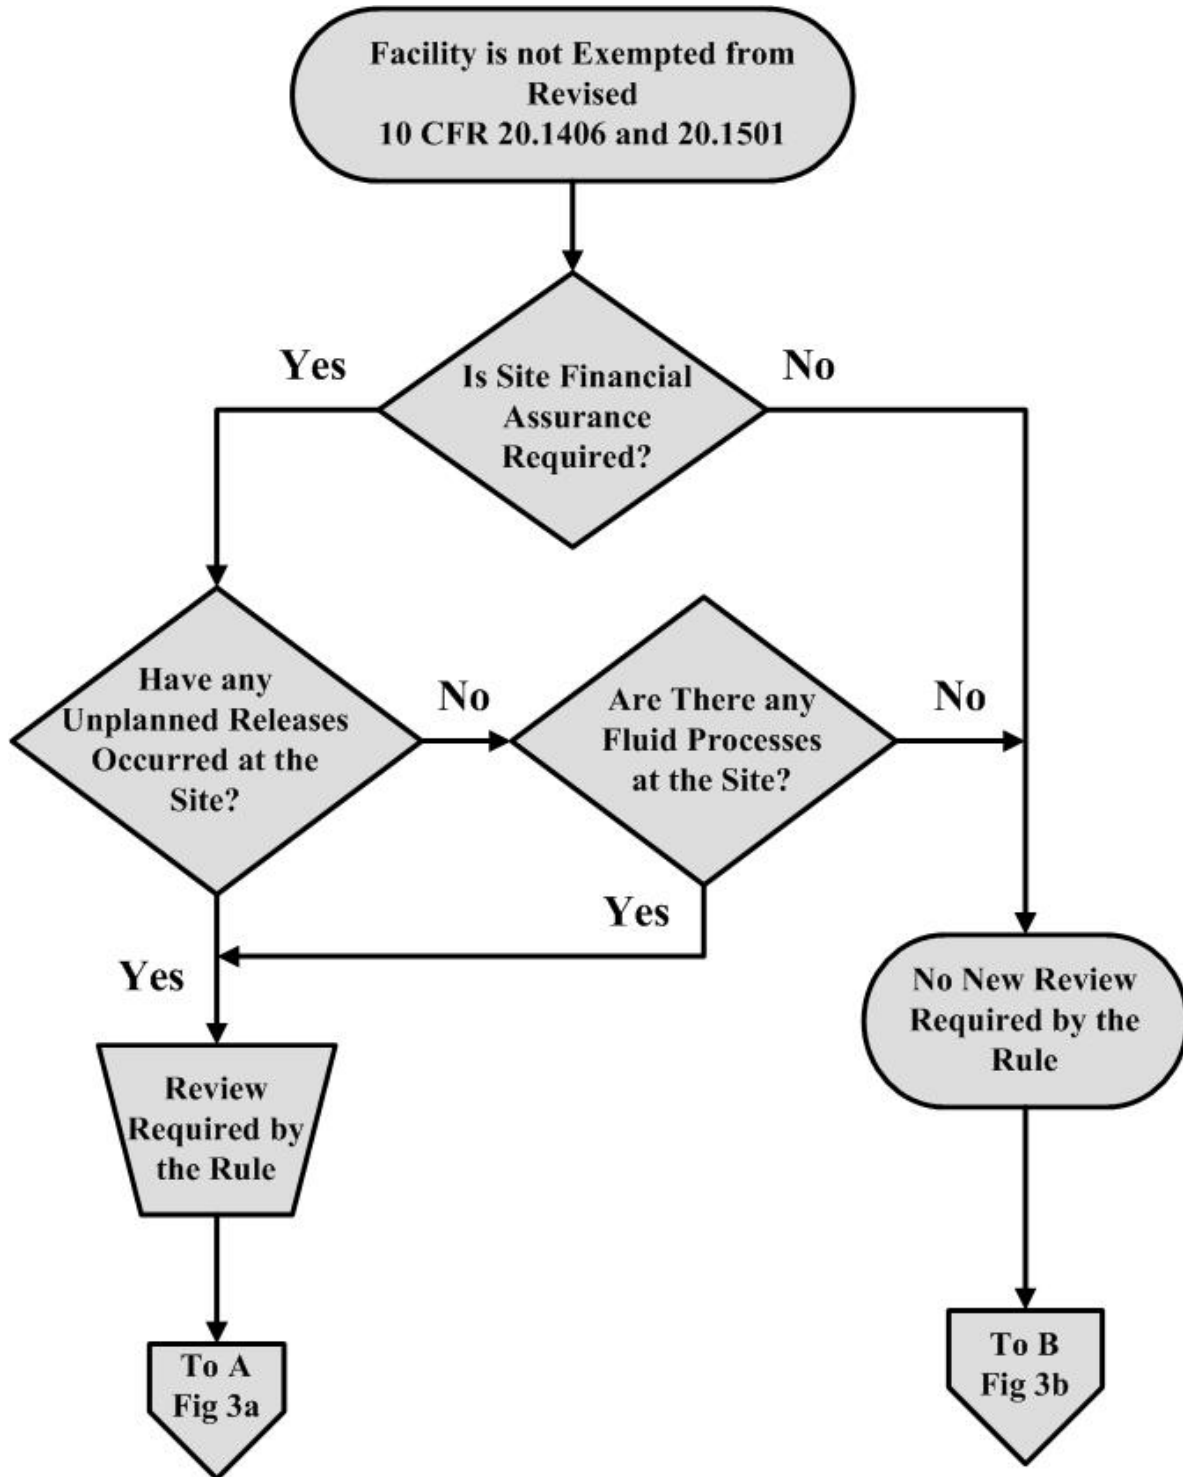 Facility is not Exempted from
Revised
10 CFR 20.1406 and 20.1501
Yes
No
Is Site Financial
Assurance
Required?
Have any
Unplanned Releases
Occurred at the
Site?
No
Are There any
Fluid Processes
at the Site?
No
Yes
Yes
No New Review
Required by the
Rule
Review
Required by
the Rule
To A
Fig 3a
To B
Fig 3b